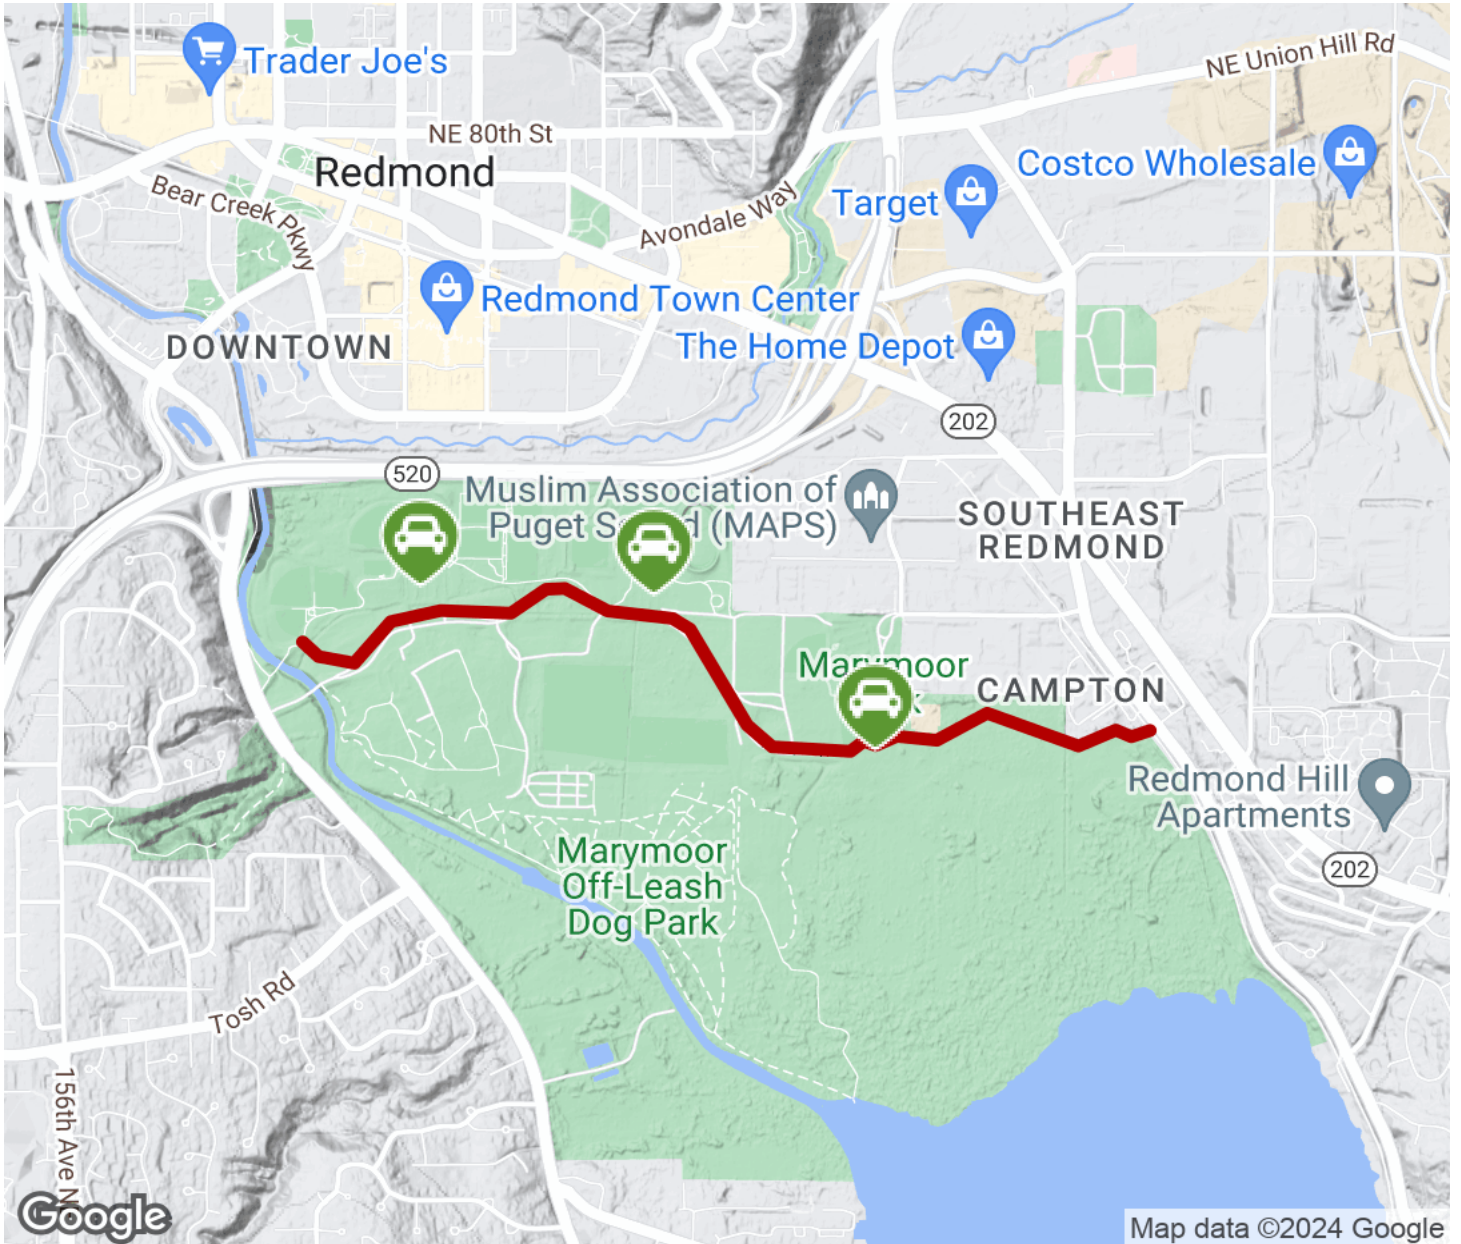 Trader Joe's
NE Union Hill Rd
NE 80th St
Redmond
Costco Wholesale
Bear Creek Pkwy
Target
Avondale Way
Redmond Town Center
DOWNTOWN
The Home Depot
202
520
Muslim Association of
Puget S d (MAPS)
SOUTHEAST
REDMOND
Marymoor
k
CAMPTON
Redmond Hill
Apartments
Marymoor
Off-Leash
Dog Park
202
Tosh Rd
156th Ave N
Google
Map data ©2024 Google